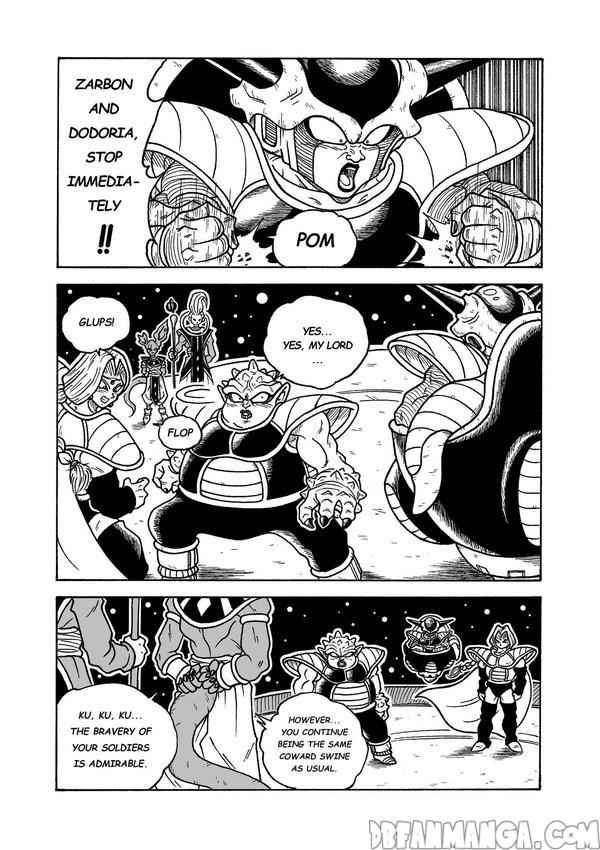 ZARBON
AND
DODORIA,
STOP
IMMEDIA-
TELY
!!
POM
GLUPS!
YES...
YES, MY LORD
...
FLOP
KU, KU, KU...
THE BRAVERY OF
YOUR SOLDIERS
IS ADMIRABLE.
HOWEVER...
YOU CONTINUE
BEING THE SAME
COWARD SWINE
AS USUAL.
DBFANMANGA.COM